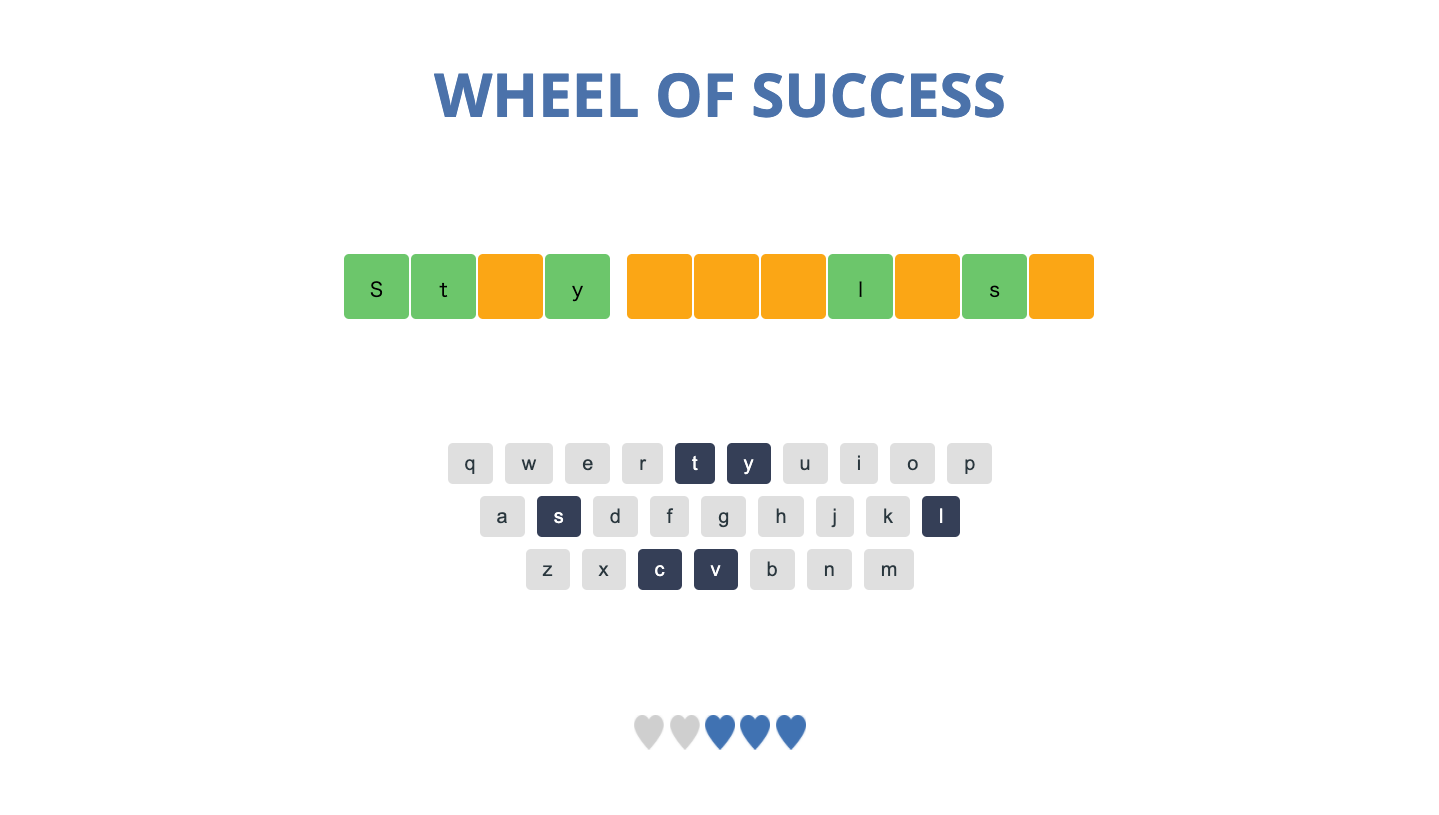 WHEEL OF SUCCESS
S t y l s
q w e r t y u i o p
a s d f g h j k l
z x c v b n m